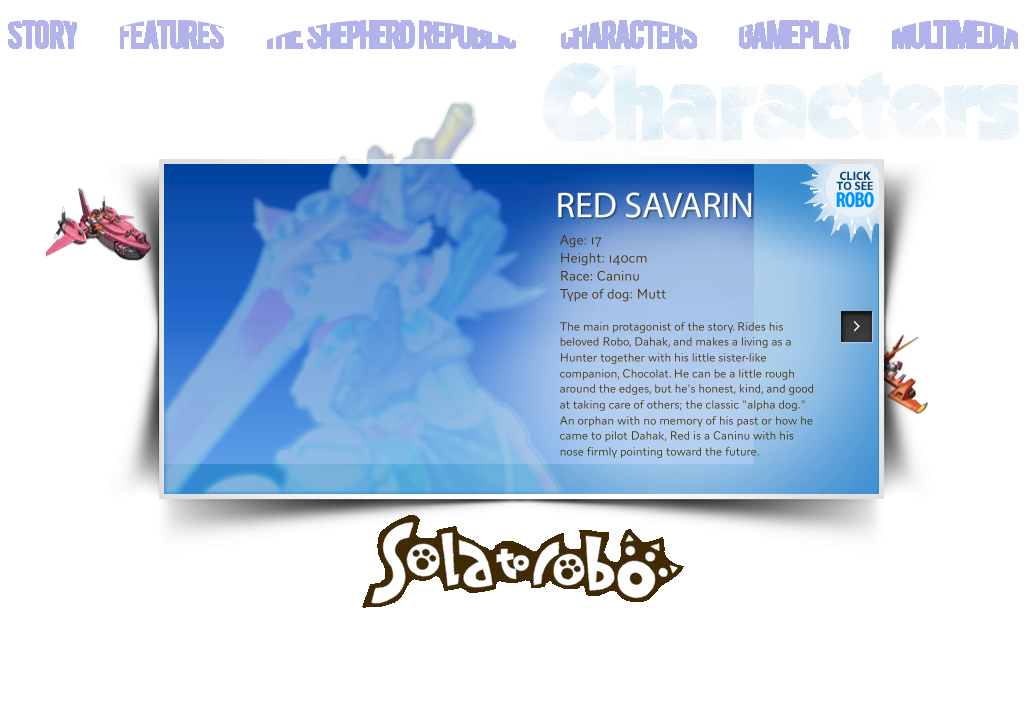 STORY FEATURES THE SHEPHERD REPUBLIC CHARACTERS GAMEPLAY MULTIMEDIA
Characters
CLICK
TO SEE
ROBO
RED SAVARIN
Age: 17
Height: 140cm
Race: Caninu
Type of dog: Mutt
The main protagonist of the story. Rides his
beloved Robo, Dahak, and makes a living as a
Hunter together with his little sister-like
companion, Chocolat. He can be a little rough
around the edges, but he's honest, kind, and good
at taking care of others; the classic "alpha dog."
An orphan with no memory of his past or how he
came to pilot Dahak, Red is a Caninu with his
nose firmly pointing toward the future.
Solatorobo